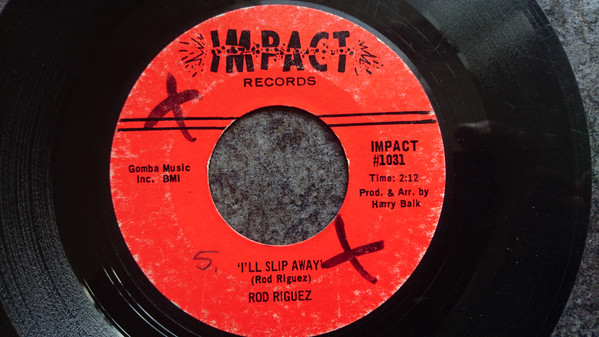 IMPACT
RECORDS
IMPACT
#1031
Gomba Music
Inc. BMI
Time: 2:12
Prod. & Arr. by
Harry Balk
5.
'I'LL SLIP AWAY'
(Rod Riguez)
ROD RIGUEZ